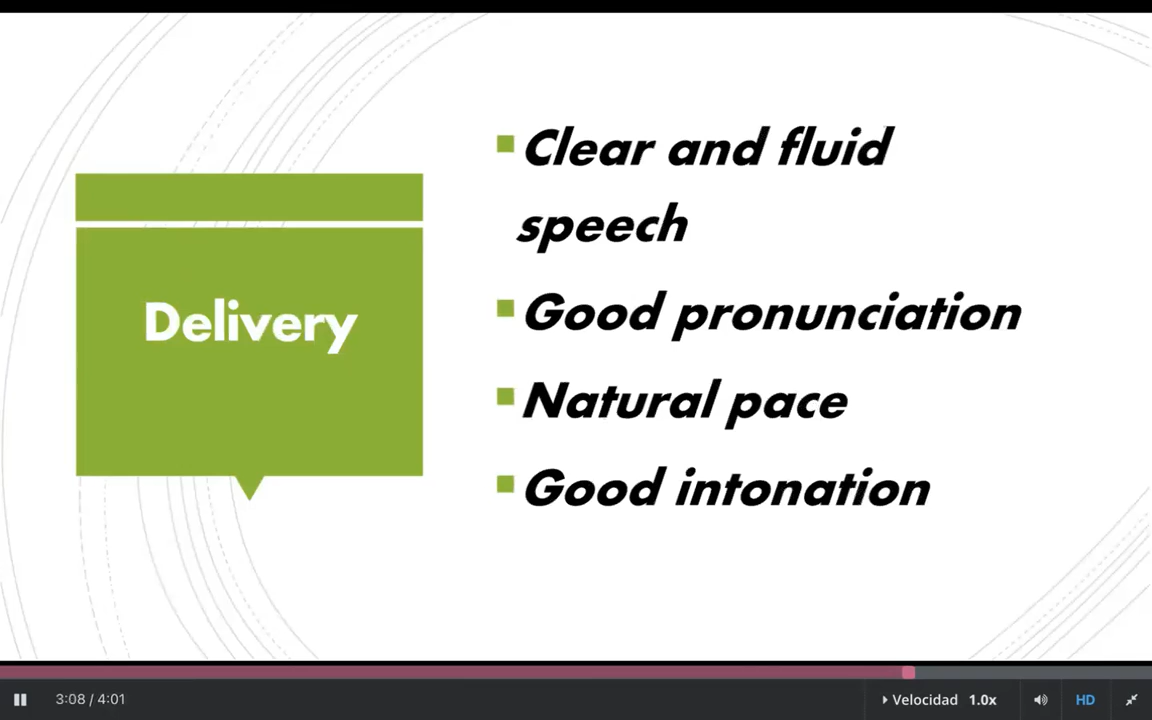 Delivery
Clear and fluid
speech
Good pronunciation
Natural pace
Good intonation
3:08 / 4:01
Velocidad 1.0x
HD